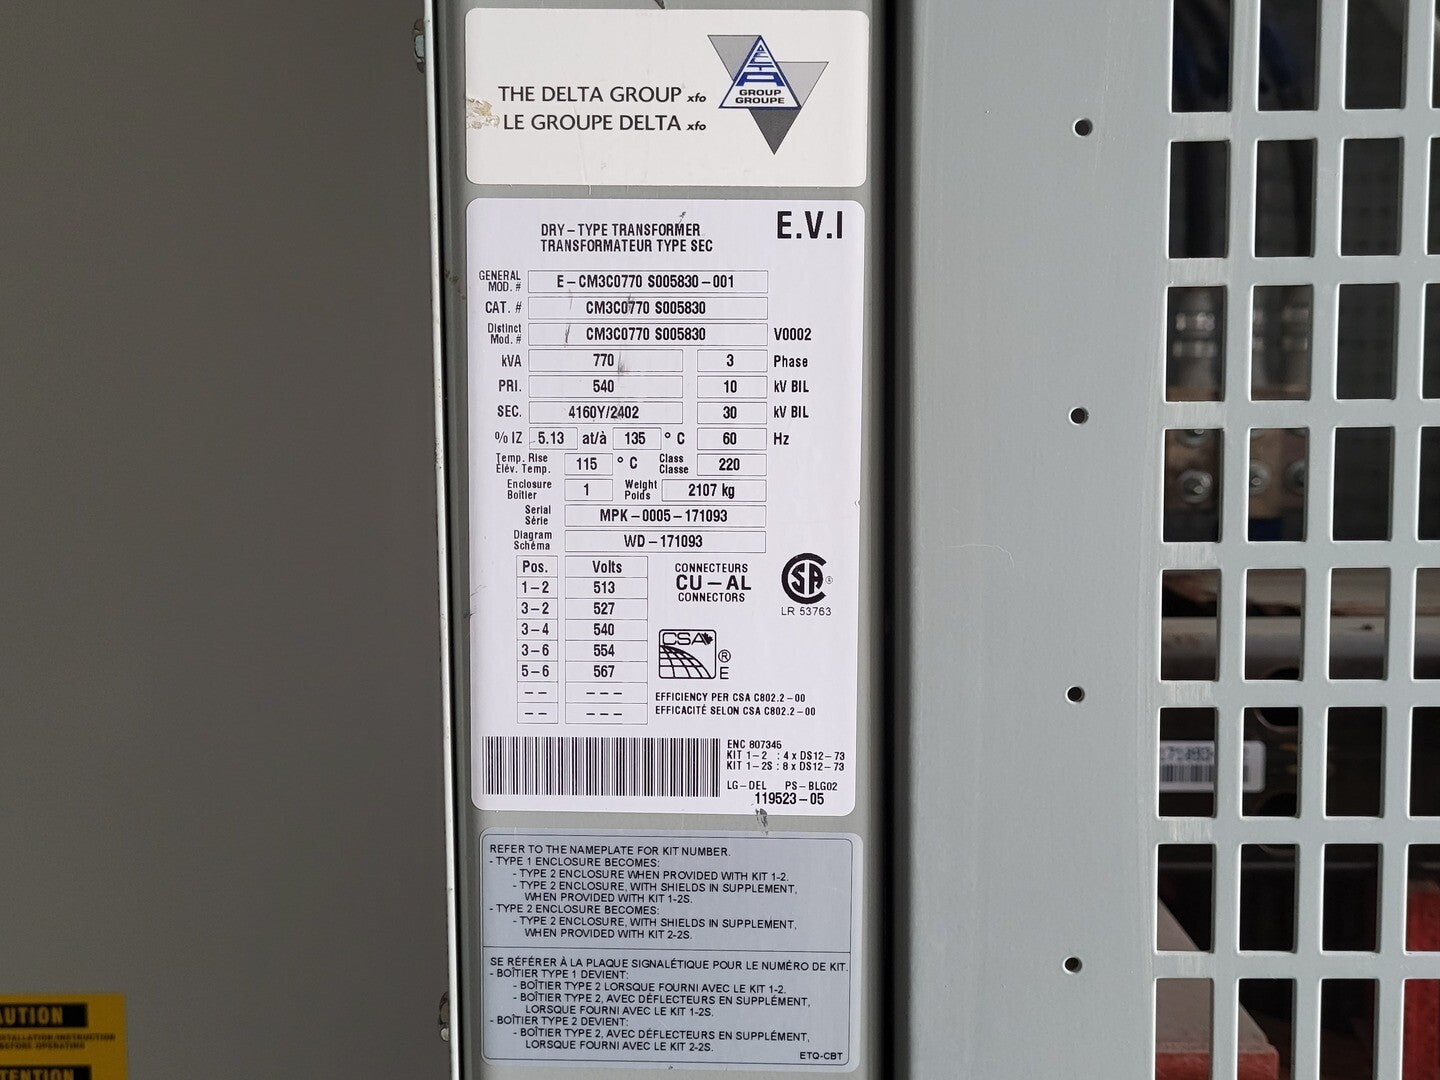 THE DELTA GROUP xfo
LE GROUPE DELTA xfo
DELTA
GROUP
GROUPE
DRY-TYPE TRANSFORMER
TRANSFORMATEUR TYPE SEC
E.V.I
GENERAL MOD. # E-CM3C0770 S005830-001
CAT. # CM3C0770 S005830
Distinct Mod. # CM3C0770 S005830 V0002
kVA 770 3 Phase
PRI. 540 10 kV BIL
SEC. 4160Y/2402 30 kV BIL
% IZ 5.13 at/à 135 °C 60 Hz
Temp. Rise Élév. Temp. 115 °C Class Classe 220
Enclosure Boîtier 1 Weight Poids 2107 kg
Serial Série MPK-0005-171093
Diagram Schéma WD-171093
Pos. Volts
1-2 513
3-2 527
3-4 540
3-6 554
5-6 567
-- ---
-- ---
CONNECTEURS
CU-AL
CONNECTORS
LR 53763
CSA
® E
EFFICIENCY PER CSA C802.2-00
EFFICACITÉ SELON CSA C802.2-00
ENC 807345
KIT 1-2 : 4 x DS12-73
KIT 1-2S : 8 x DS12-73
LG-DEL PS-BLG02
119523-05
REFER TO THE NAMEPLATE FOR KIT NUMBER.
- TYPE 1 ENCLOSURE BECOMES:
- TYPE 2 ENCLOSURE WHEN PROVIDED WITH KIT 1-2.
- TYPE 2 ENCLOSURE, WITH SHIELDS IN SUPPLEMENT,
WHEN PROVIDED WITH KIT 1-2S.
- TYPE 2 ENCLOSURE BECOMES:
- TYPE 2 ENCLOSURE, WITH SHIELDS IN SUPPLEMENT,
WHEN PROVIDED WITH KIT 2-2S.
SE RÉFÉRER À LA PLAQUE SIGNALÉTIQUE POUR LE NUMÉRO DE KIT.
- BOÎTIER TYPE 1 DEVIENT:
- BOÎTIER TYPE 2 LORSQUE FOURNI AVEC LE KIT 1-2.
- BOÎTIER TYPE 2, AVEC DÉFLECTEURS EN SUPPLÉMENT,
LORSQUE FOURNI AVEC LE KIT 1-2S.
- BOÎTIER TYPE 2 DEVIENT:
- BOÎTIER TYPE 2, AVEC DÉFLECTEURS EN SUPPLÉMENT,
LORSQUE FOURNI AVEC LE KIT 2-2S.
ETQ-CBT
AUTION
BEFORE OPERATING
TENTION